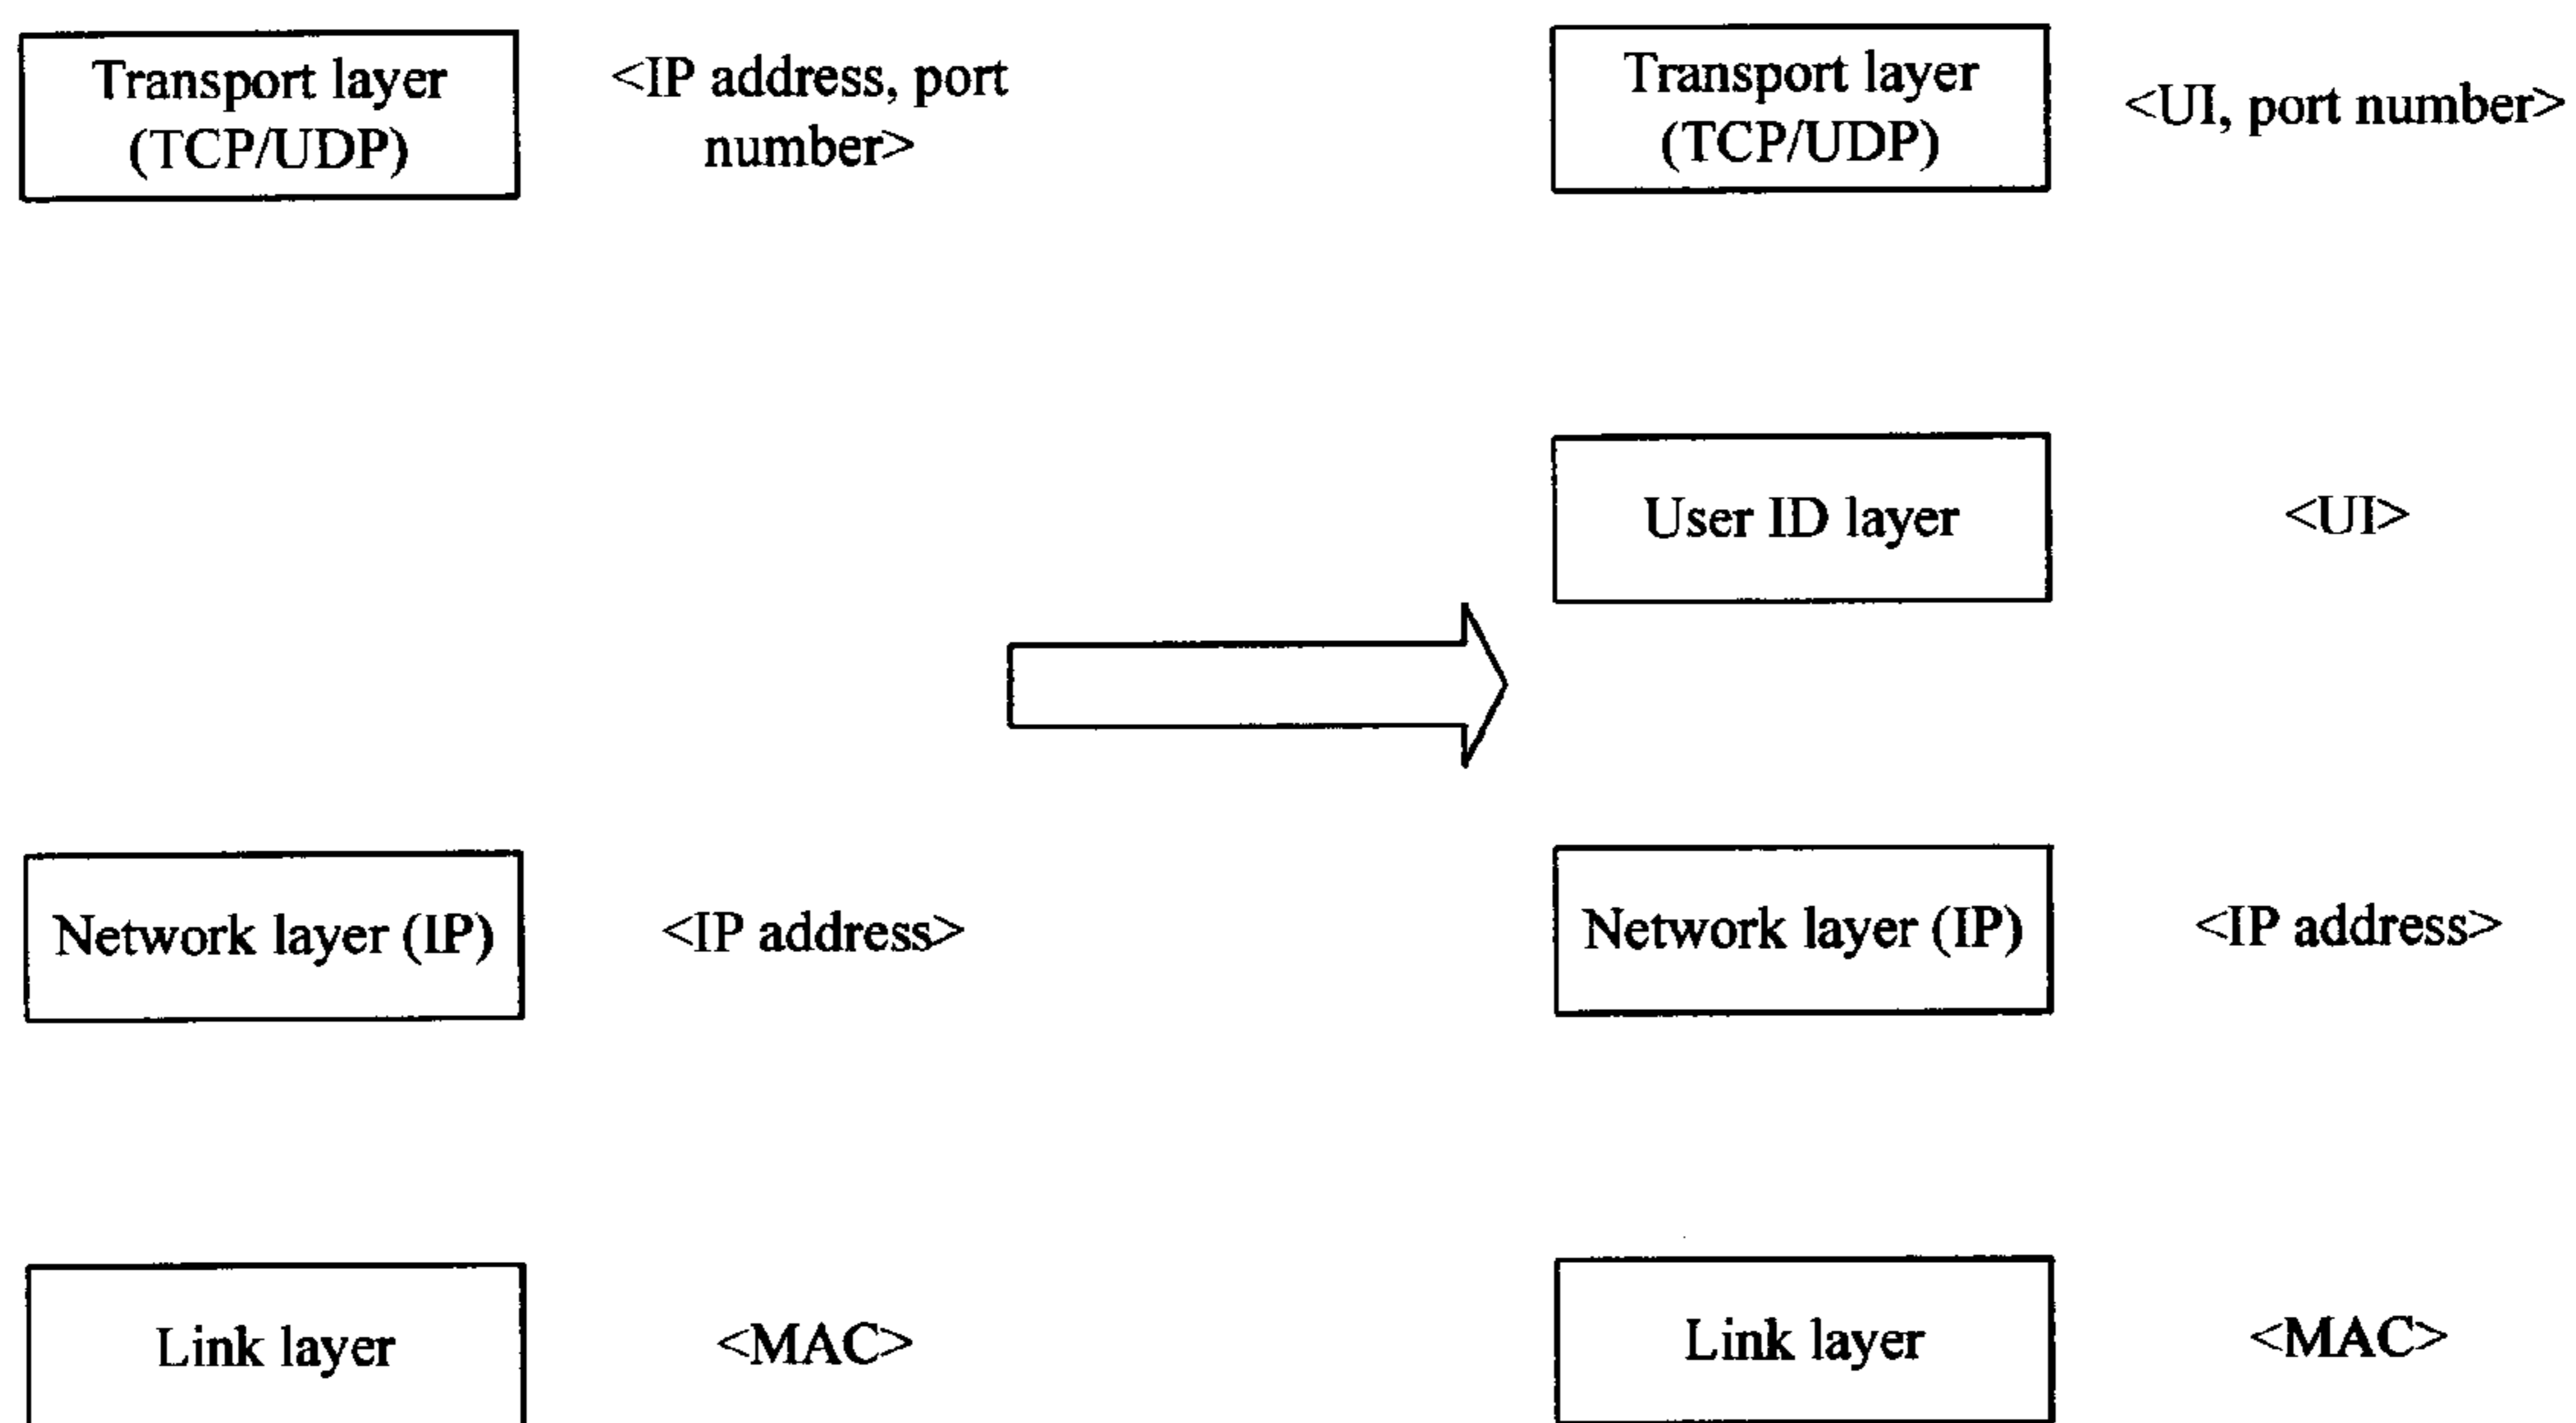 Transport layer
(TCP/UDP)
<IP address, port
number>
Transport layer
(TCP/UDP)
<UI, port number>
User ID layer
<UI>
Network layer (IP)
<IP address>
Network layer (IP)
<IP address>
Link layer
<MAC>
Link layer
<MAC>